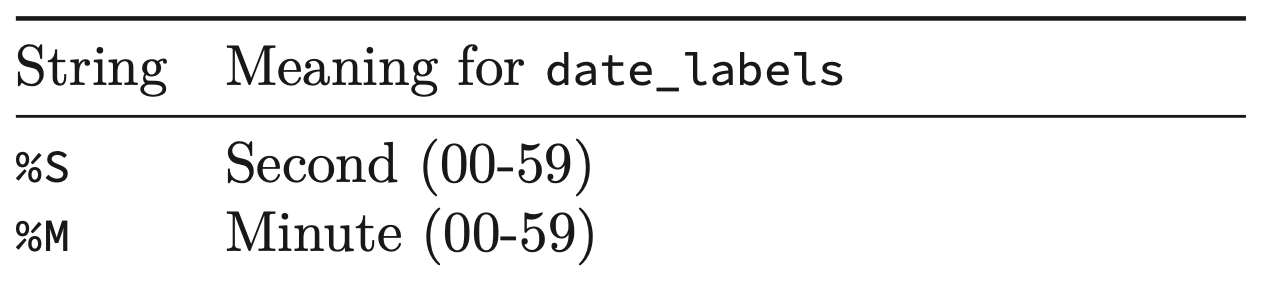 String Meaning for date_labels
%S Second (00-59)
%M Minute (00-59)